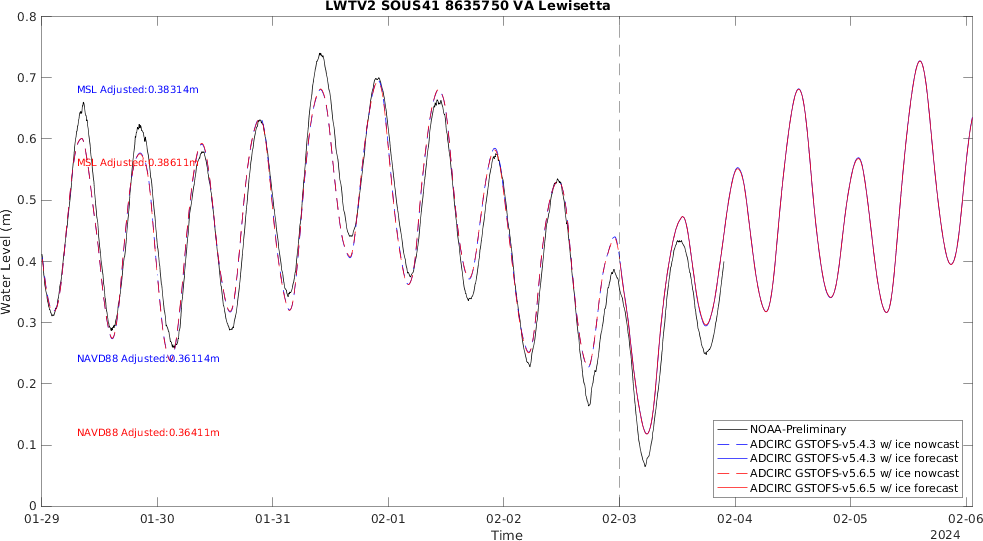 LWTV2 SOUS41 8635750 VA Lewisetta
0.8
0.7
0.6
0.5
0.4
0.3
0.2
0.1
0
Water Level (m)
MSL Adjusted:0.38314m
MSL Adjusted:0.38611m
NAVD88 Adjusted:0.36114m
NAVD88 Adjusted:0.36411m
NOAA-Preliminary
ADCIRC GSTOFS-v5.4.3 w/ ice nowcast
ADCIRC GSTOFS-v5.4.3 w/ ice forecast
ADCIRC GSTOFS-v5.6.5 w/ ice nowcast
ADCIRC GSTOFS-v5.6.5 w/ ice forecast
01-29 01-30 01-31 02-01 02-02 02-03 02-04 02-05 02-06
Time
2024